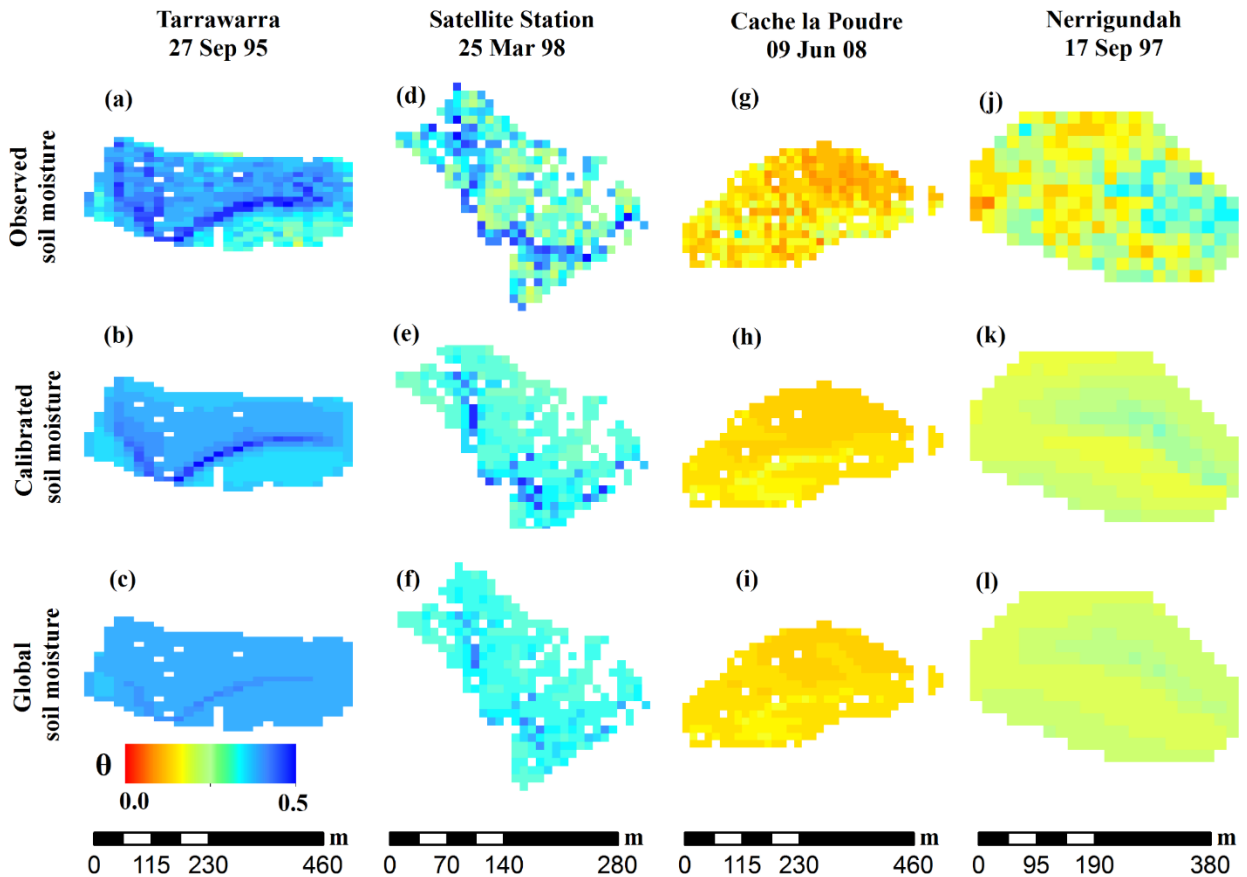 Tarrawarra
27 Sep 95
Satellite Station
25 Mar 98
Cache la Poudre
09 Jun 08
Nerrigundah
17 Sep 97
Observed
soil moisture
(a)
(d)
(g)
(j)
Calibrated
soil moisture
(b)
(e)
(h)
(k)
Global
soil moisture
(c)
(f)
(i)
(l)
θ
0.0 0.5
m
0 115 230 460
m
0 70 140 280
m
0 115 230 460
m
0 95 190 380